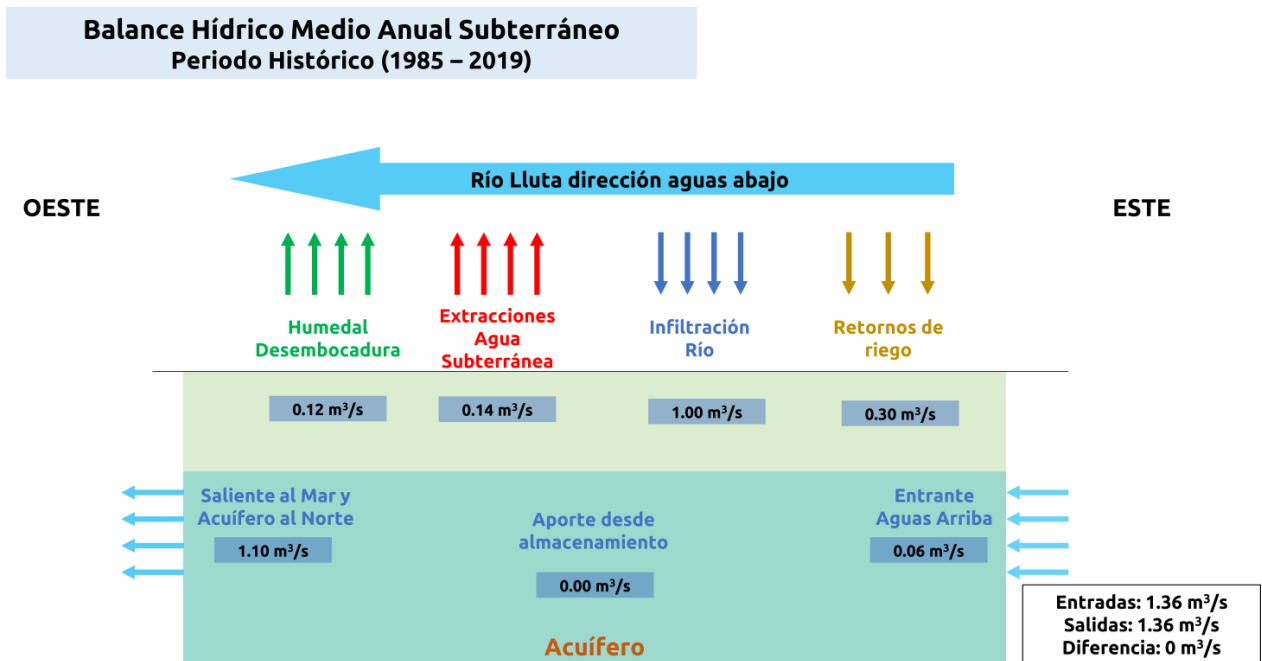 Balance Hídrico Medio Anual Subterráneo
Periodo Histórico (1985 – 2019)
Río Lluta dirección aguas abajo
OESTE
ESTE
Humedal
Desembocadura
Extracciones
Agua
Subterránea
Infiltración
Río
Retornos de
riego
0.12 m³/s
0.14 m³/s
1.00 m³/s
0.30 m³/s
Saliente al Mar y
Acuífero al Norte
1.10 m³/s
Aporte desde
almacenamiento
0.00 m³/s
Entrante
Aguas Arriba
0.06 m³/s
Acuífero
Entradas: 1.36 m³/s
Salidas: 1.36 m³/s
Diferencia: 0 m³/s